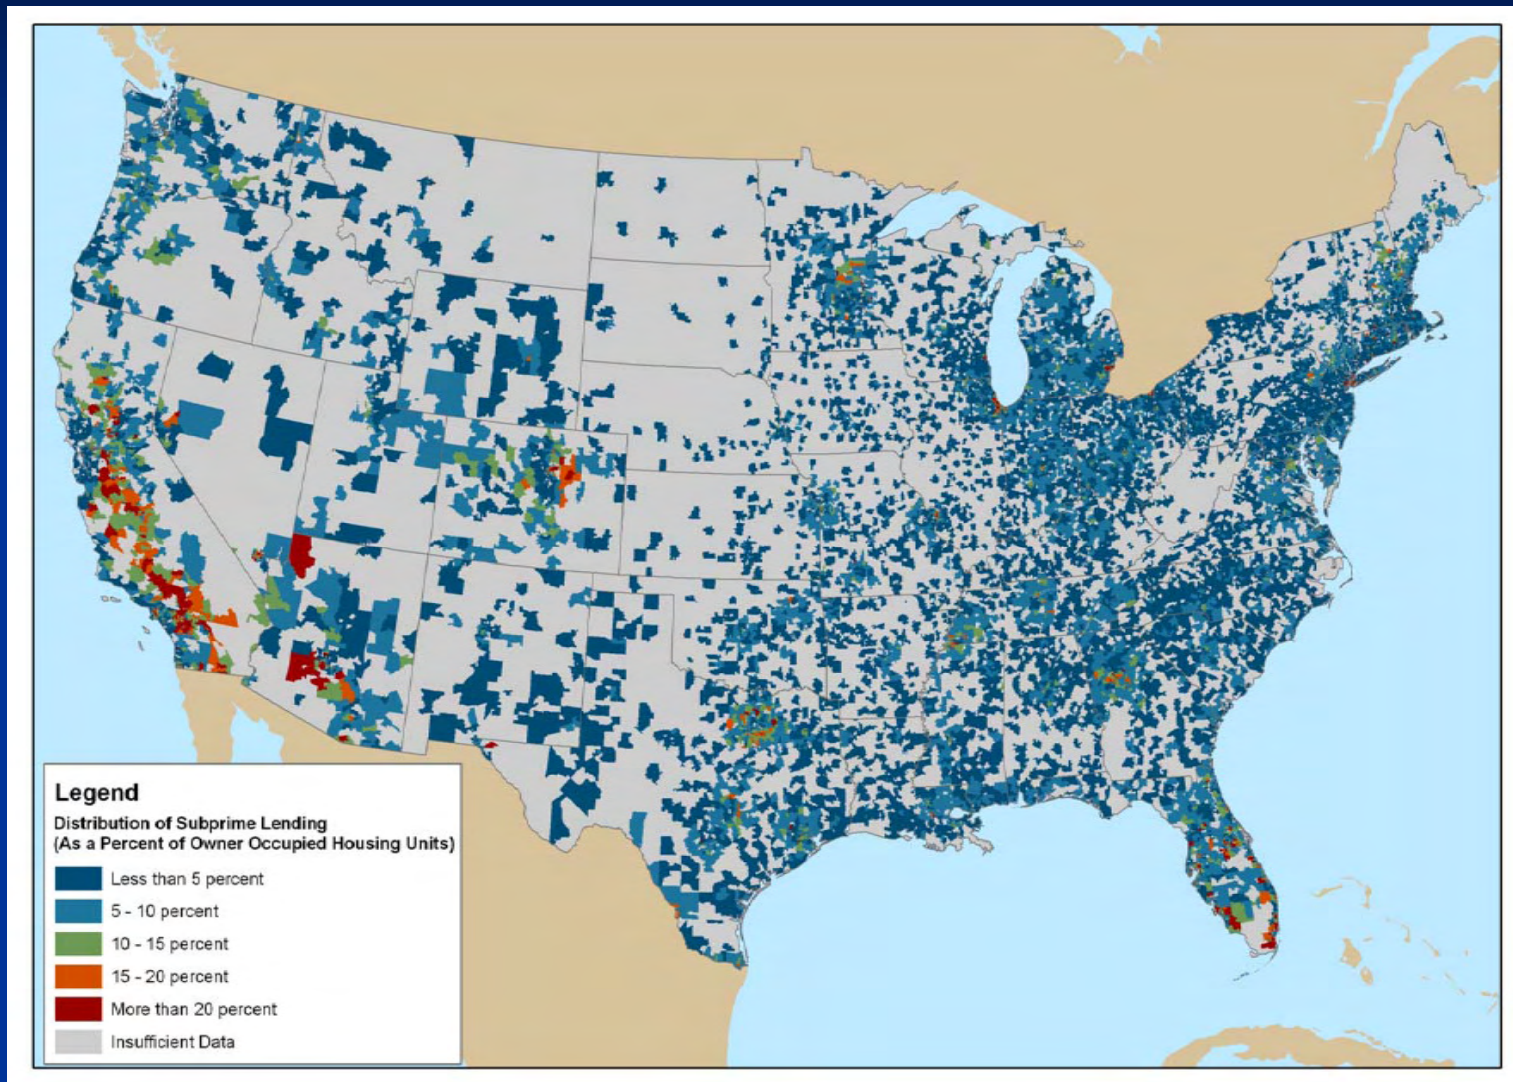 Legend
Distribution of Subprime Lending
(As a Percent of Owner Occupied Housing Units)
Less than 5 percent
5 - 10 percent
10 - 15 percent
15 - 20 percent
More than 20 percent
Insufficient Data